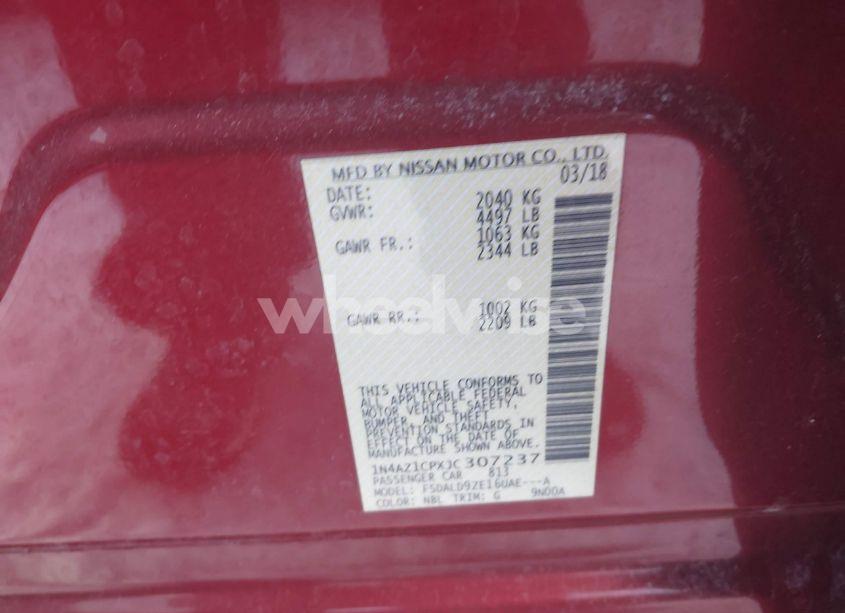 MFD BY NISSAN MOTOR CO., LTD.
DATE: 03/18
GVWR: 2040 KG
4497 LB
GAWR FR.: 1063 KG
2344 LB
GAWR RR.: 1002 KG
2209 LB
THIS VEHICLE CONFORMS TO
ALL APPLICABLE FEDERAL
MOTOR VEHICLE SAFETY,
BUMPER, AND THEFT
PREVENTION STANDARDS IN
EFFECT ON THE DATE OF
MANUFACTURE SHOWN ABOVE.
1N4AZ1CPXJC307237
PASSENGER CAR 813
MODEL: FSDALD9ZE16UAE---A
COLOR: NBL TRIM: G 9N00A
wheelwise